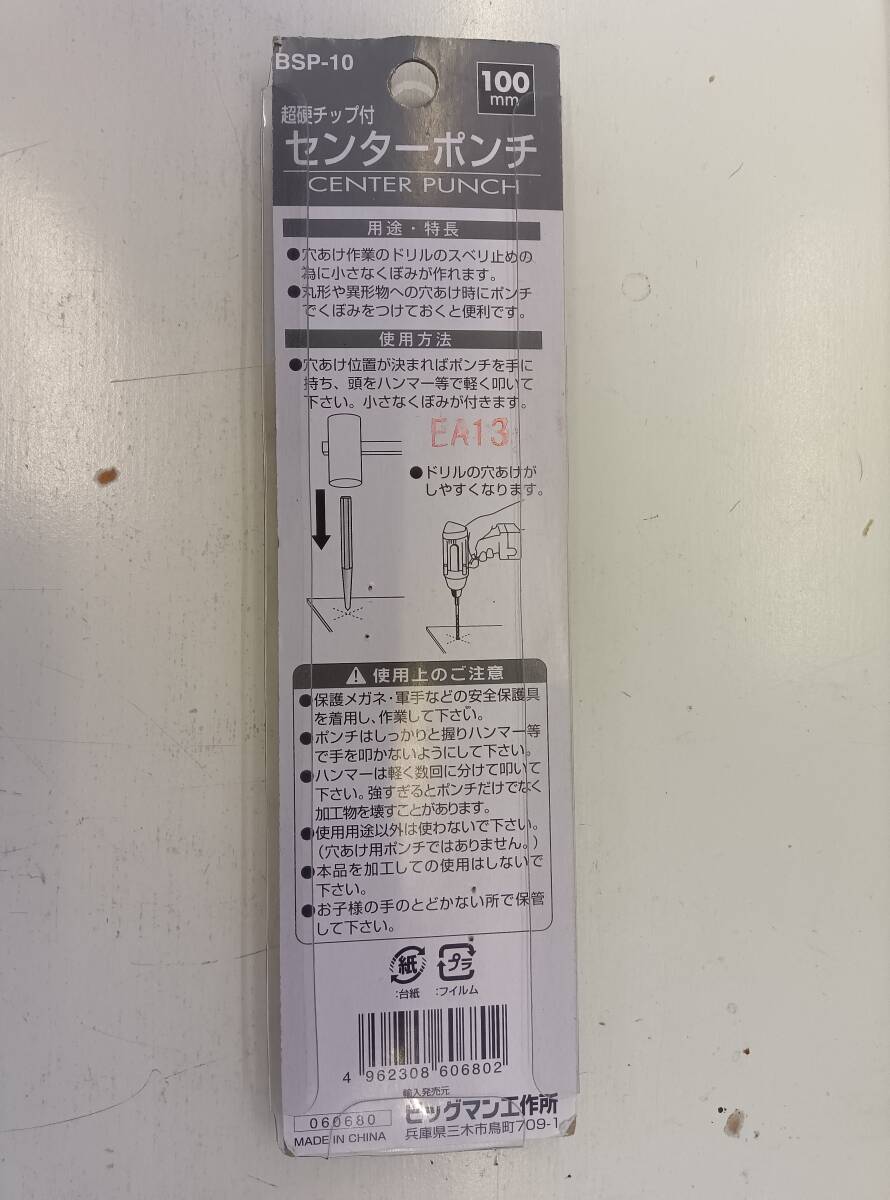 BSP-10
100
mm
超硬チップ付
センターポンチ
CENTER PUNCH
用途・特長
●穴あけ作業のドリルのスベリ止めの
為に小さなくぼみが作れます。
●丸形や異形物への穴あけ時にポンチ
でくぼみをつけておくと便利です。
使用方法
●穴あけ位置が決まればポンチを手に
持ち、頭をハンマー等で軽く叩いて
下さい。小さなくぼみが付きます。
EA13
●ドリルの穴あけが
しやすくなります。
使用上のご注意
●保護メガネ・軍手などの安全保護具
を着用し、作業して下さい。
●ポンチはしっかりと握りハンマー等
で手を叩かないようにして下さい。
●ハンマーは軽く数回に分けて叩いて
下さい。強すぎるとポンチだけでなく
加工物を壊すことがあります。
●使用用途以外は使わないで下さい。
(穴あけ用ポンチではありません。)
●本品を加工しての使用はしないで
下さい。
●お子様の手のとどかない所で保管
して下さい。
紙 プラ
:台紙 :フイルム
4 962308 606802
輸入発売元
060680 ビッグマン工作所
MADE IN CHINA 兵庫県三木市鳥町709-1